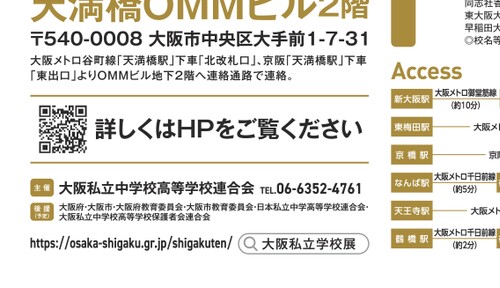 天満橋OMMビル2階
〒540-0008 大阪市中央区大手前1-7-31
大阪メトロ谷町線「天満橋駅」下車「北改札口」、京阪「天満橋駅」下車
「東出口」よりOMMビル地下2階へ連絡通路で連絡。
詳しくはHPをご覧ください
主催 大阪私立中学校高等学校連合会 TEL.06-6352-4761
後援(予定) 大阪府・大阪市・大阪府教育委員会・大阪市教育委員会・日本私立中学高等学校連合会・
大阪私立中学校高等学校保護者会連合会
https://osaka-shigaku.gr.jp/shigakuten/ 大阪私立学校展
同志社香
東大阪大
早稲田大
◎校名等
Access
新大阪駅 大阪メトロ御堂筋線 (約10分)
東梅田駅 大阪メ
京橋駅 京
なんば駅 大阪メトロ千日前線 (約5分)
天王寺駅 大阪メ
鶴橋駅 大阪メトロ千日前線 (約2分)